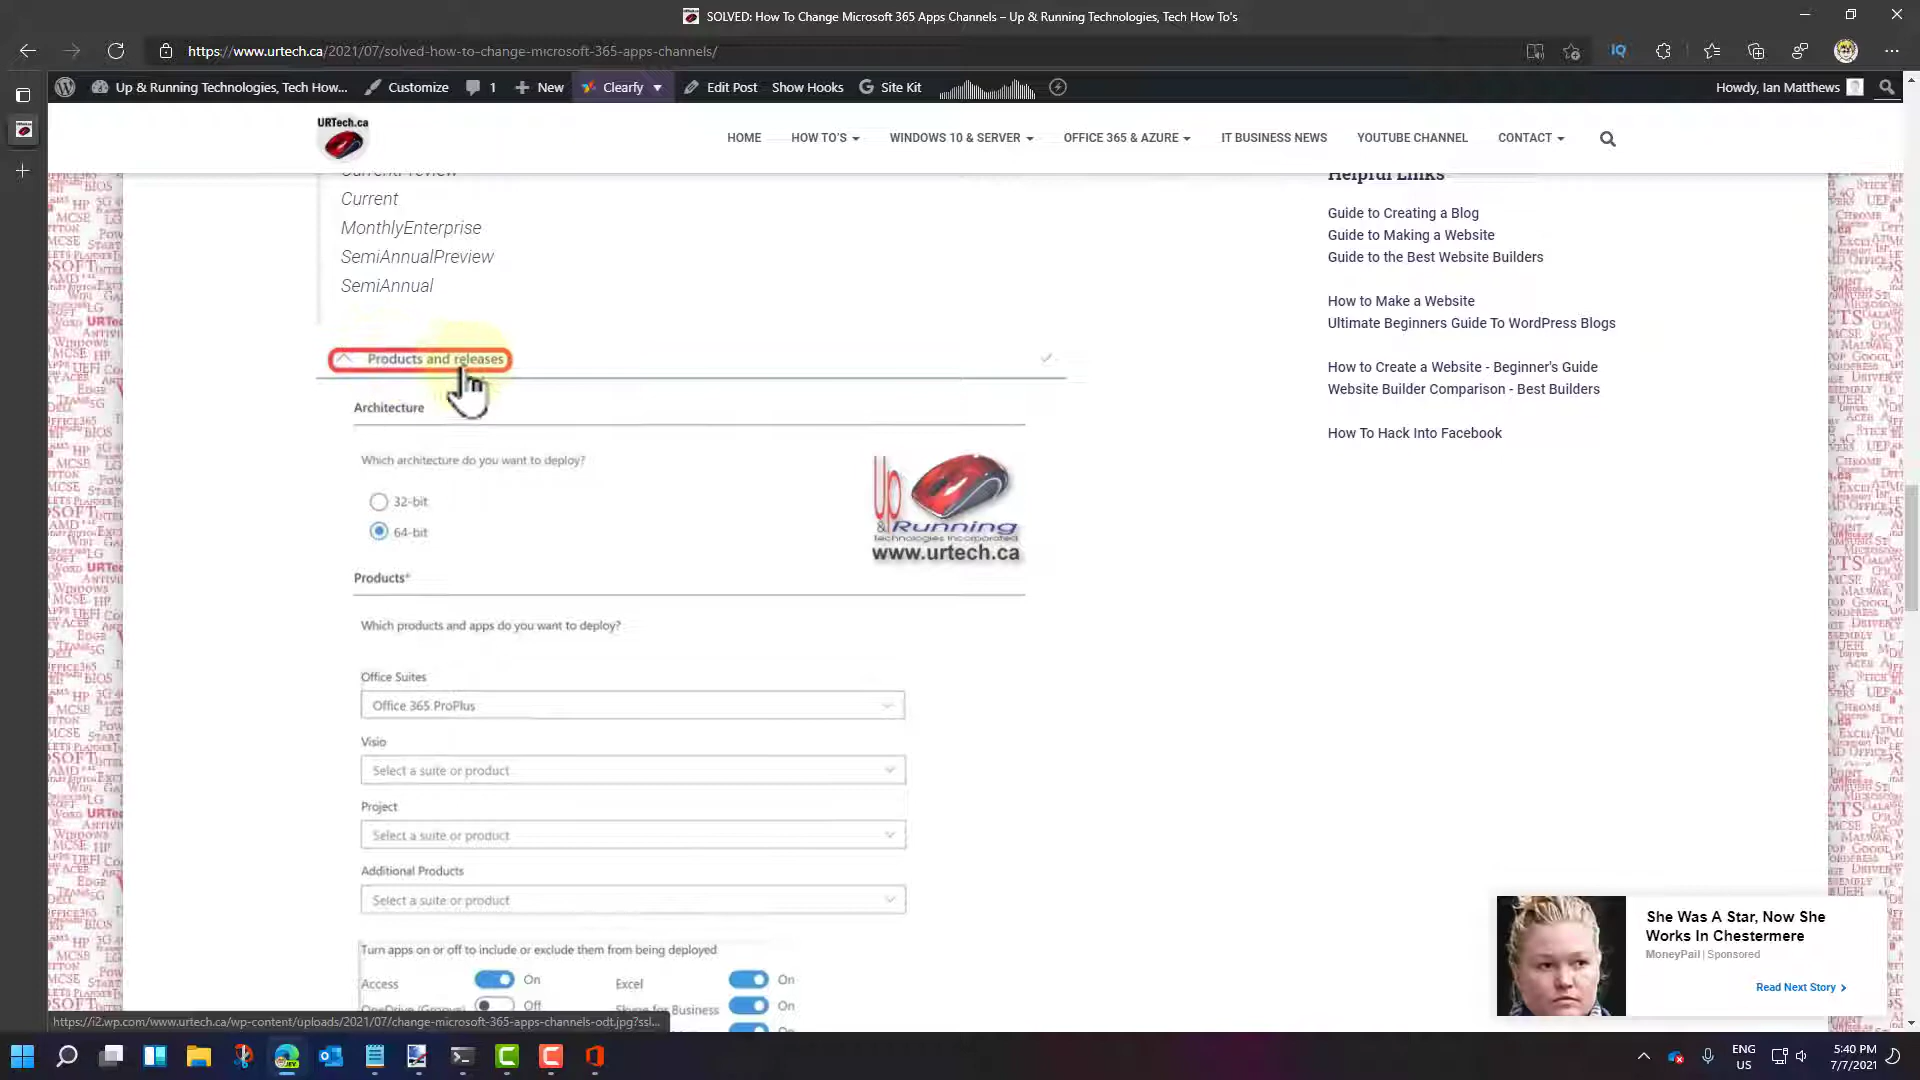 SOLVED: How To Change Microsoft 365 Apps Channels – Up & Running Technologies, Tech How To's
https://www.urtech.ca/2021/07/solved-how-to-change-microsoft-365-apps-channels/
Up & Running Technologies, Tech How... Customize 1 New Clearfy Edit Post Show Hooks Site Kit Howdy, Ian Matthews
URTech.ca
HOME HOW TO'S WINDOWS 10 & SERVER OFFICE 365 & AZURE IT BUSINESS NEWS YOUTUBE CHANNEL CONTACT
CurrentPreview
Current
MonthlyEnterprise
SemiAnnualPreview
SemiAnnual
Products and releases
Architecture
Which architecture do you want to deploy?
32-bit
64-bit
Up
& Running
technologies incorporated
www.urtech.ca
Products*
Which products and apps do you want to deploy?
Office Suites
Office 365 ProPlus
Visio
Select a suite or product
Project
Select a suite or product
Additional Products
Select a suite or product
Turn apps on or off to include or exclude them from being deployed
Access On Excel On
OneDrive (Groove) Off Skype for Business On
Helpful Links
Guide to Creating a Blog
Guide to Making a Website
Guide to the Best Website Builders
How to Make a Website
Ultimate Beginners Guide To WordPress Blogs
How to Create a Website - Beginner's Guide
Website Builder Comparison - Best Builders
How To Hack Into Facebook
She Was A Star, Now She
Works In Chestermere
MoneyPail | Sponsored
Read Next Story
https://i2.wp.com/www.urtech.ca/wp-content/uploads/2021/07/change-microsoft-365-apps-channels-odt.jpg?ssl...
ENG
US
5:40 PM
7/7/2021